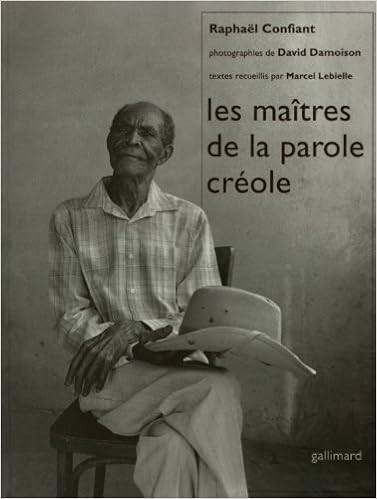 Raphaël Confiant
photographies de David Damoison
textes recueillis par Marcel Lebielle
les maîtres
de la parole
créole
gallimard